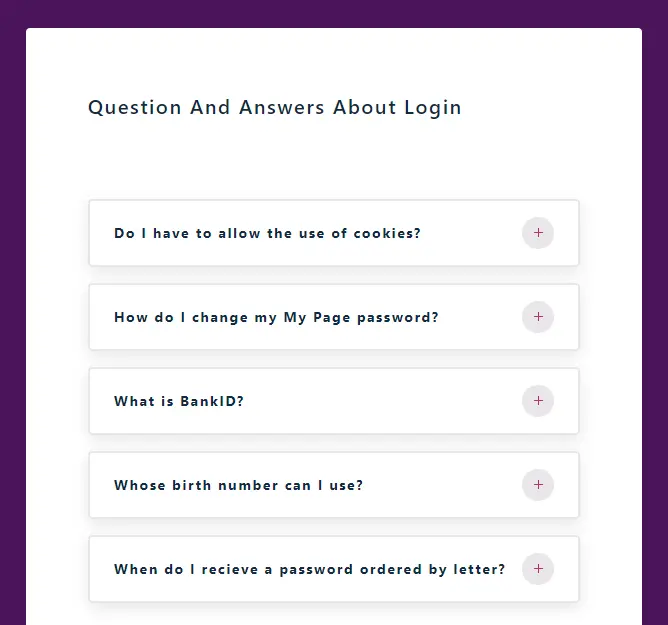 Question And Answers About Login
Do I have to allow the use of cookies?
+
How do I change my My Page password?
+
What is BankID?
+
Whose birth number can I use?
+
When do I recieve a password ordered by letter?
+